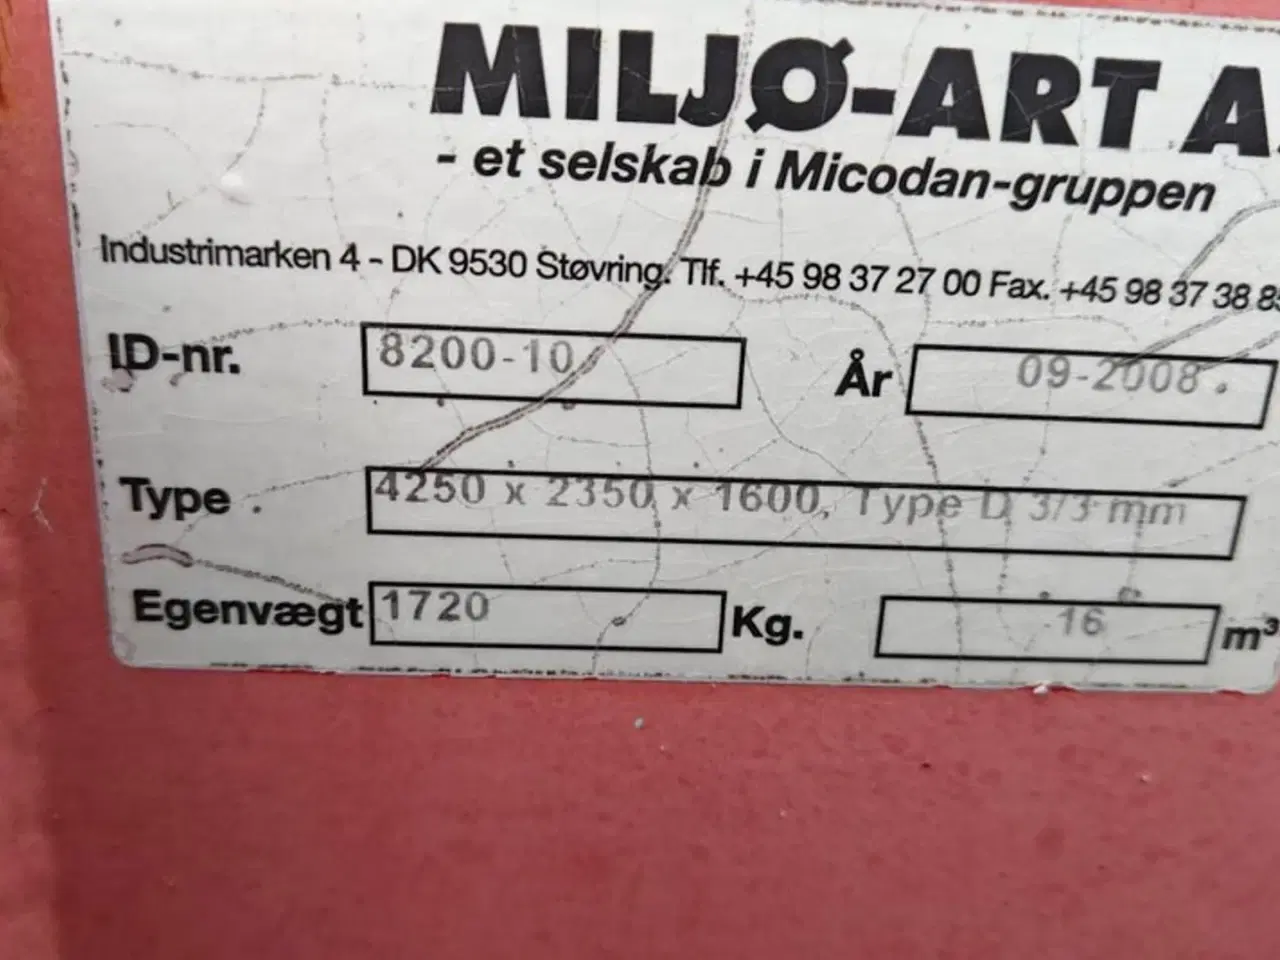 MILJØ-ART A
- et selskab i Micodan-gruppen
Industrimarken 4 - DK 9530 Støvring. Tlf. +45 98 37 27 00 Fax. +45 98 37 38 8
ID-nr. 8200-10 År 09-2008.
Type 4250 x 2350 x 1600, Type D 3/3 mm
Egenvægt 1720 Kg. 16 m³